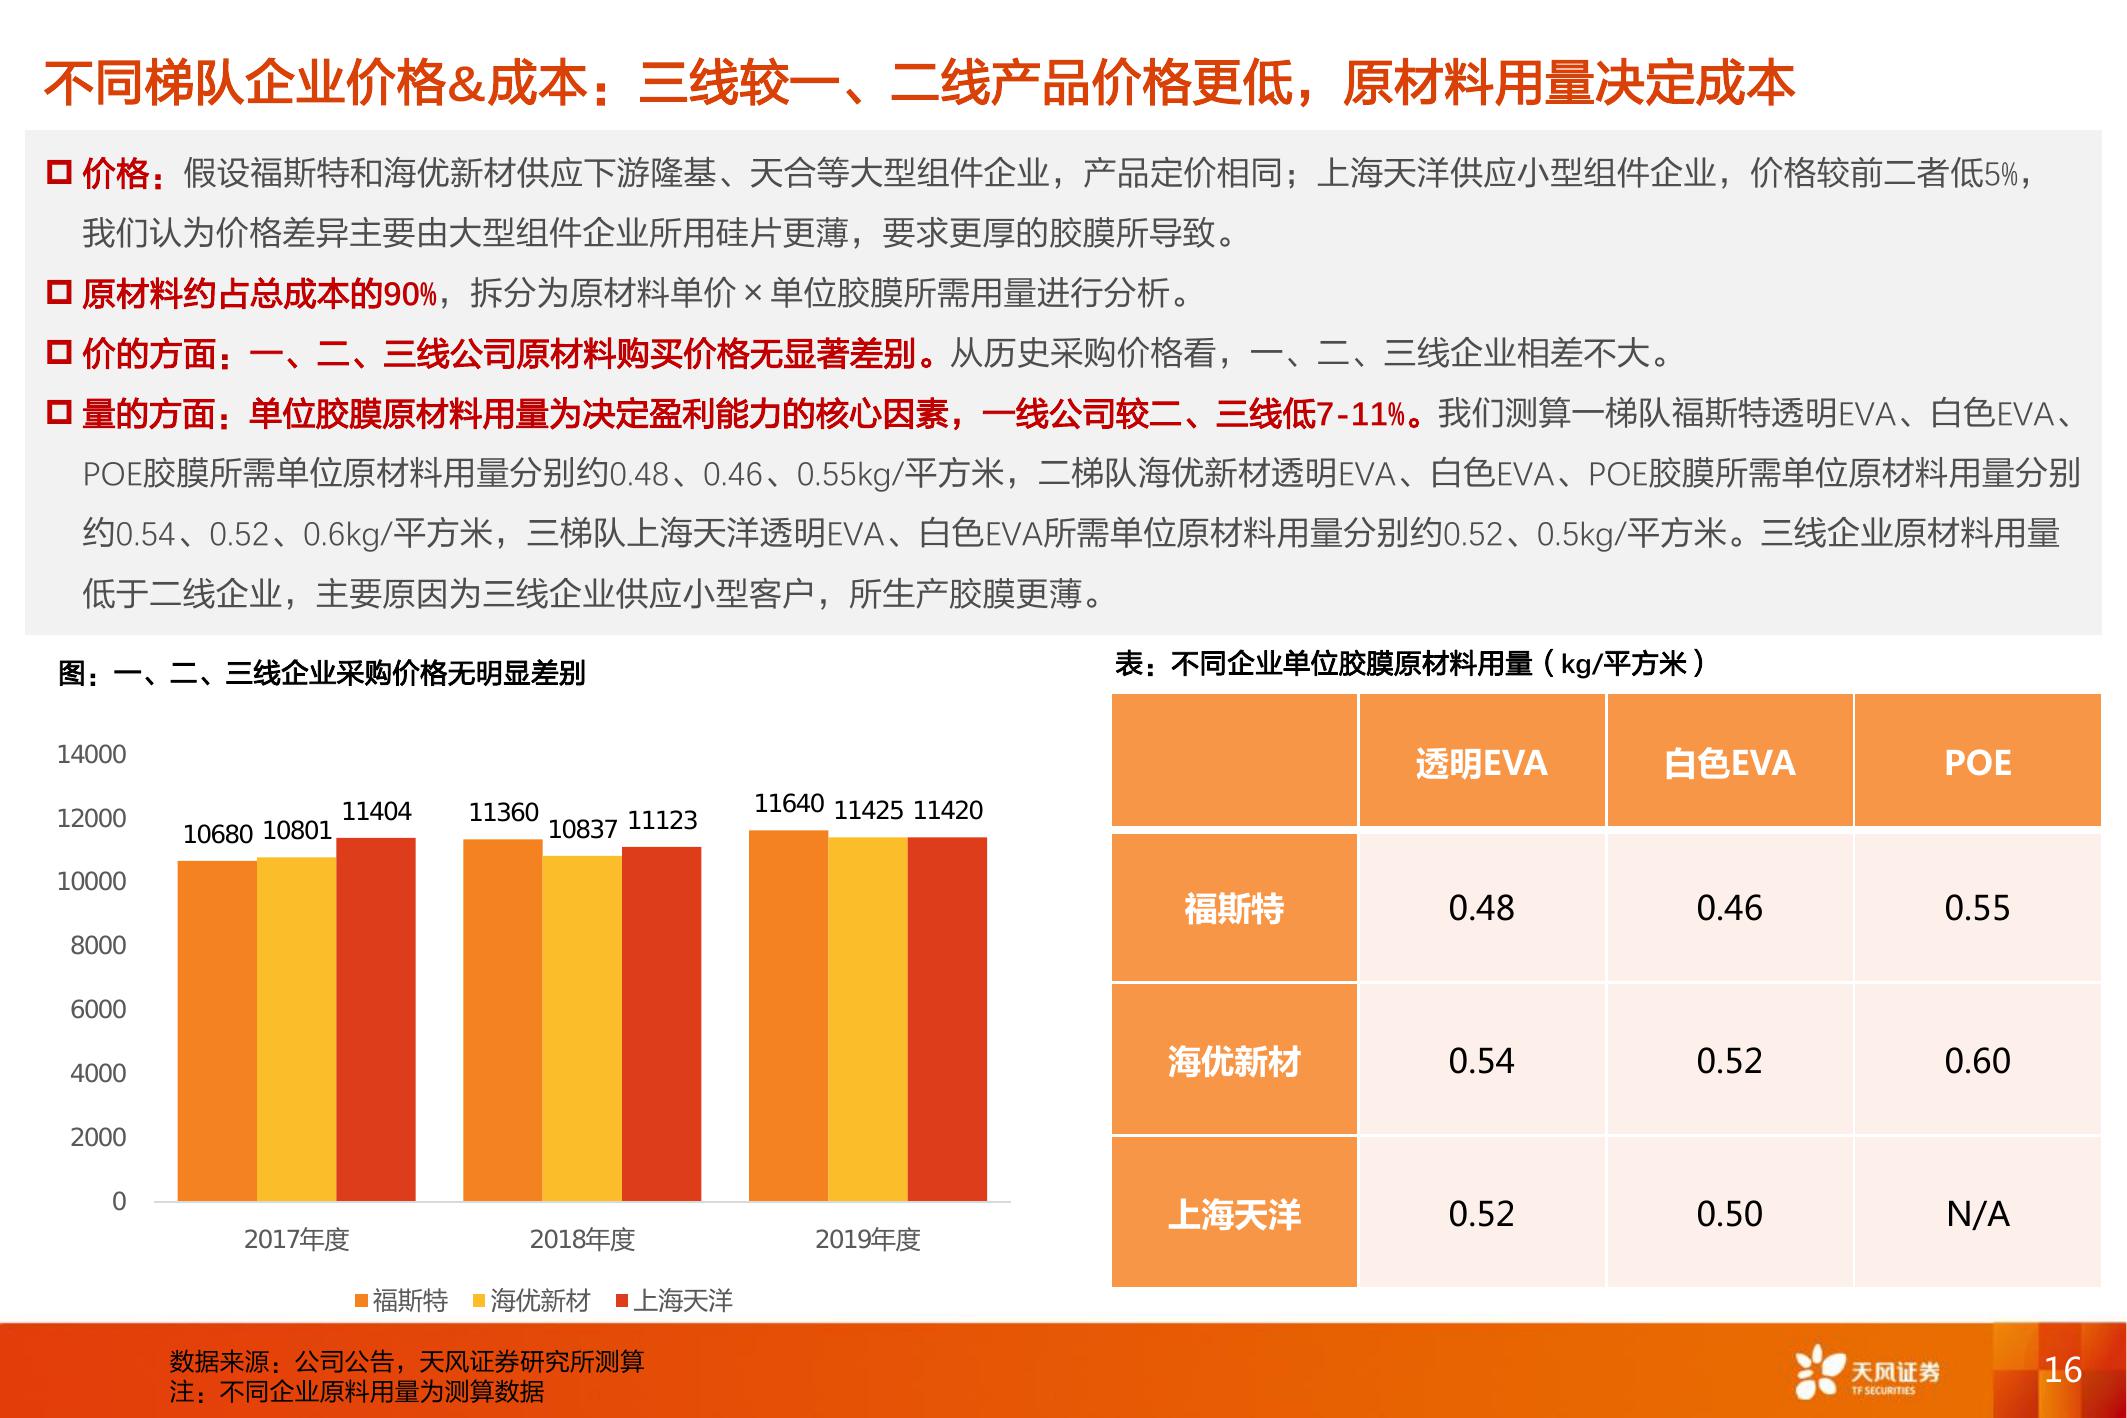 不同梯队企业价格&成本：三线较一、二线产品价格更低，原材料用量决定成本
价格：假设福斯特和海优新材供应下游隆基、天合等大型组件企业，产品定价相同；上海天洋供应小型组件企业，价格较前二者低5%，
我们认为价格差异主要由大型组件企业所用硅片更薄，要求更厚的胶膜所导致。
原材料约占总成本的90%，拆分为原材料单价×单位胶膜所需用量进行分析。
价的方面：一、二、三线公司原材料购买价格无显著差别。从历史采购价格看，一、二、三线企业相差不大。
量的方面：单位胶膜原材料用量为决定盈利能力的核心因素，一线公司较二、三线低7-11%。我们测算一梯队福斯特透明EVA、白色EVA、
POE胶膜所需单位原材料用量分别约0.48、0.46、0.55kg/平方米，二梯队海优新材透明EVA、白色EVA、POE胶膜所需单位原材料用量分别
约0.54、0.52、0.6kg/平方米，三梯队上海天洋透明EVA、白色EVA所需单位原材料用量分别约0.52、0.5kg/平方米。三线企业原材料用量
低于二线企业，主要原因为三线企业供应小型客户，所生产胶膜更薄。
图：一、二、三线企业采购价格无明显差别
14000
12000
10000
8000
6000
4000
2000
0
10680 10801 11404
11360 10837 11123
11640 11425 11420
2017年度 2018年度 2019年度
福斯特 海优新材 上海天洋
表：不同企业单位胶膜原材料用量（kg/平方米）
透明EVA 白色EVA POE
福斯特 0.48 0.46 0.55
海优新材 0.54 0.52 0.60
上海天洋 0.52 0.50 N/A
数据来源：公司公告，天风证券研究所测算
注：不同企业原料用量为测算数据
天风证券
TF SECURITIES
16